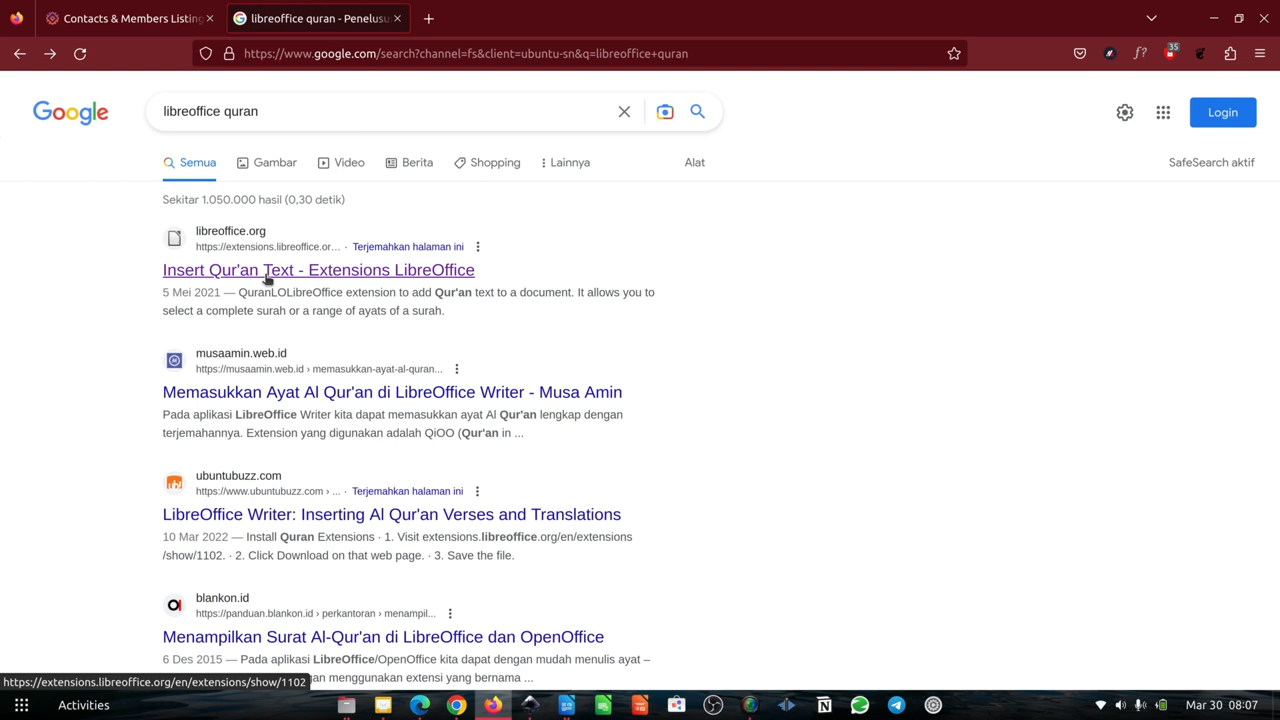 Contacts & Members Listing
libreoffice quran - Penelusu
https://www.google.com/search?channel=fs&client=ubuntu-sn&q=libreoffice+quran
35
Google
libreoffice quran
Login
Semua
Gambar
Video
Berita
Shopping
Lainnya
Alat
SafeSearch aktif
Sekitar 1.050.000 hasil (0,30 detik)
libreoffice.org
https://extensions.libreoffice.or... · Terjemahkan halaman ini
Insert Qur'an Text - Extensions LibreOffice
5 Mei 2021 — QuranLOLibreOffice extension to add Qur'an text to a document. It allows you to
select a complete surah or a range of ayats of a surah.
musaamin.web.id
https://musaamin.web.id › memasukkan-ayat-al-quran...
Memasukkan Ayat Al Qur'an di LibreOffice Writer - Musa Amin
Pada aplikasi LibreOffice Writer kita dapat memasukkan ayat Al Qur'an lengkap dengan
terjemahannya. Extension yang digunakan adalah QiOO (Qur'an in ...
ubuntubuzz.com
https://www.ubuntubuzz.com › ... · Terjemahkan halaman ini
LibreOffice Writer: Inserting Al Qur'an Verses and Translations
10 Mar 2022 — Install Quran Extensions · 1. Visit extensions.libreoffice.org/en/extensions
/show/1102. · 2. Click Download on that web page. · 3. Save the file.
blankon.id
https://panduan.blankon.id › perkantoran › menampil...
Menampilkan Surat Al-Qur'an di LibreOffice dan OpenOffice
6 Des 2015 — Pada aplikasi LibreOffice/OpenOffice kita dapat dengan mudah menulis ayat –
gan menggunakan extensi yang bernama ...
https://extensions.libreoffice.org/en/extensions/show/1102
Activities
Mar 30 08:07